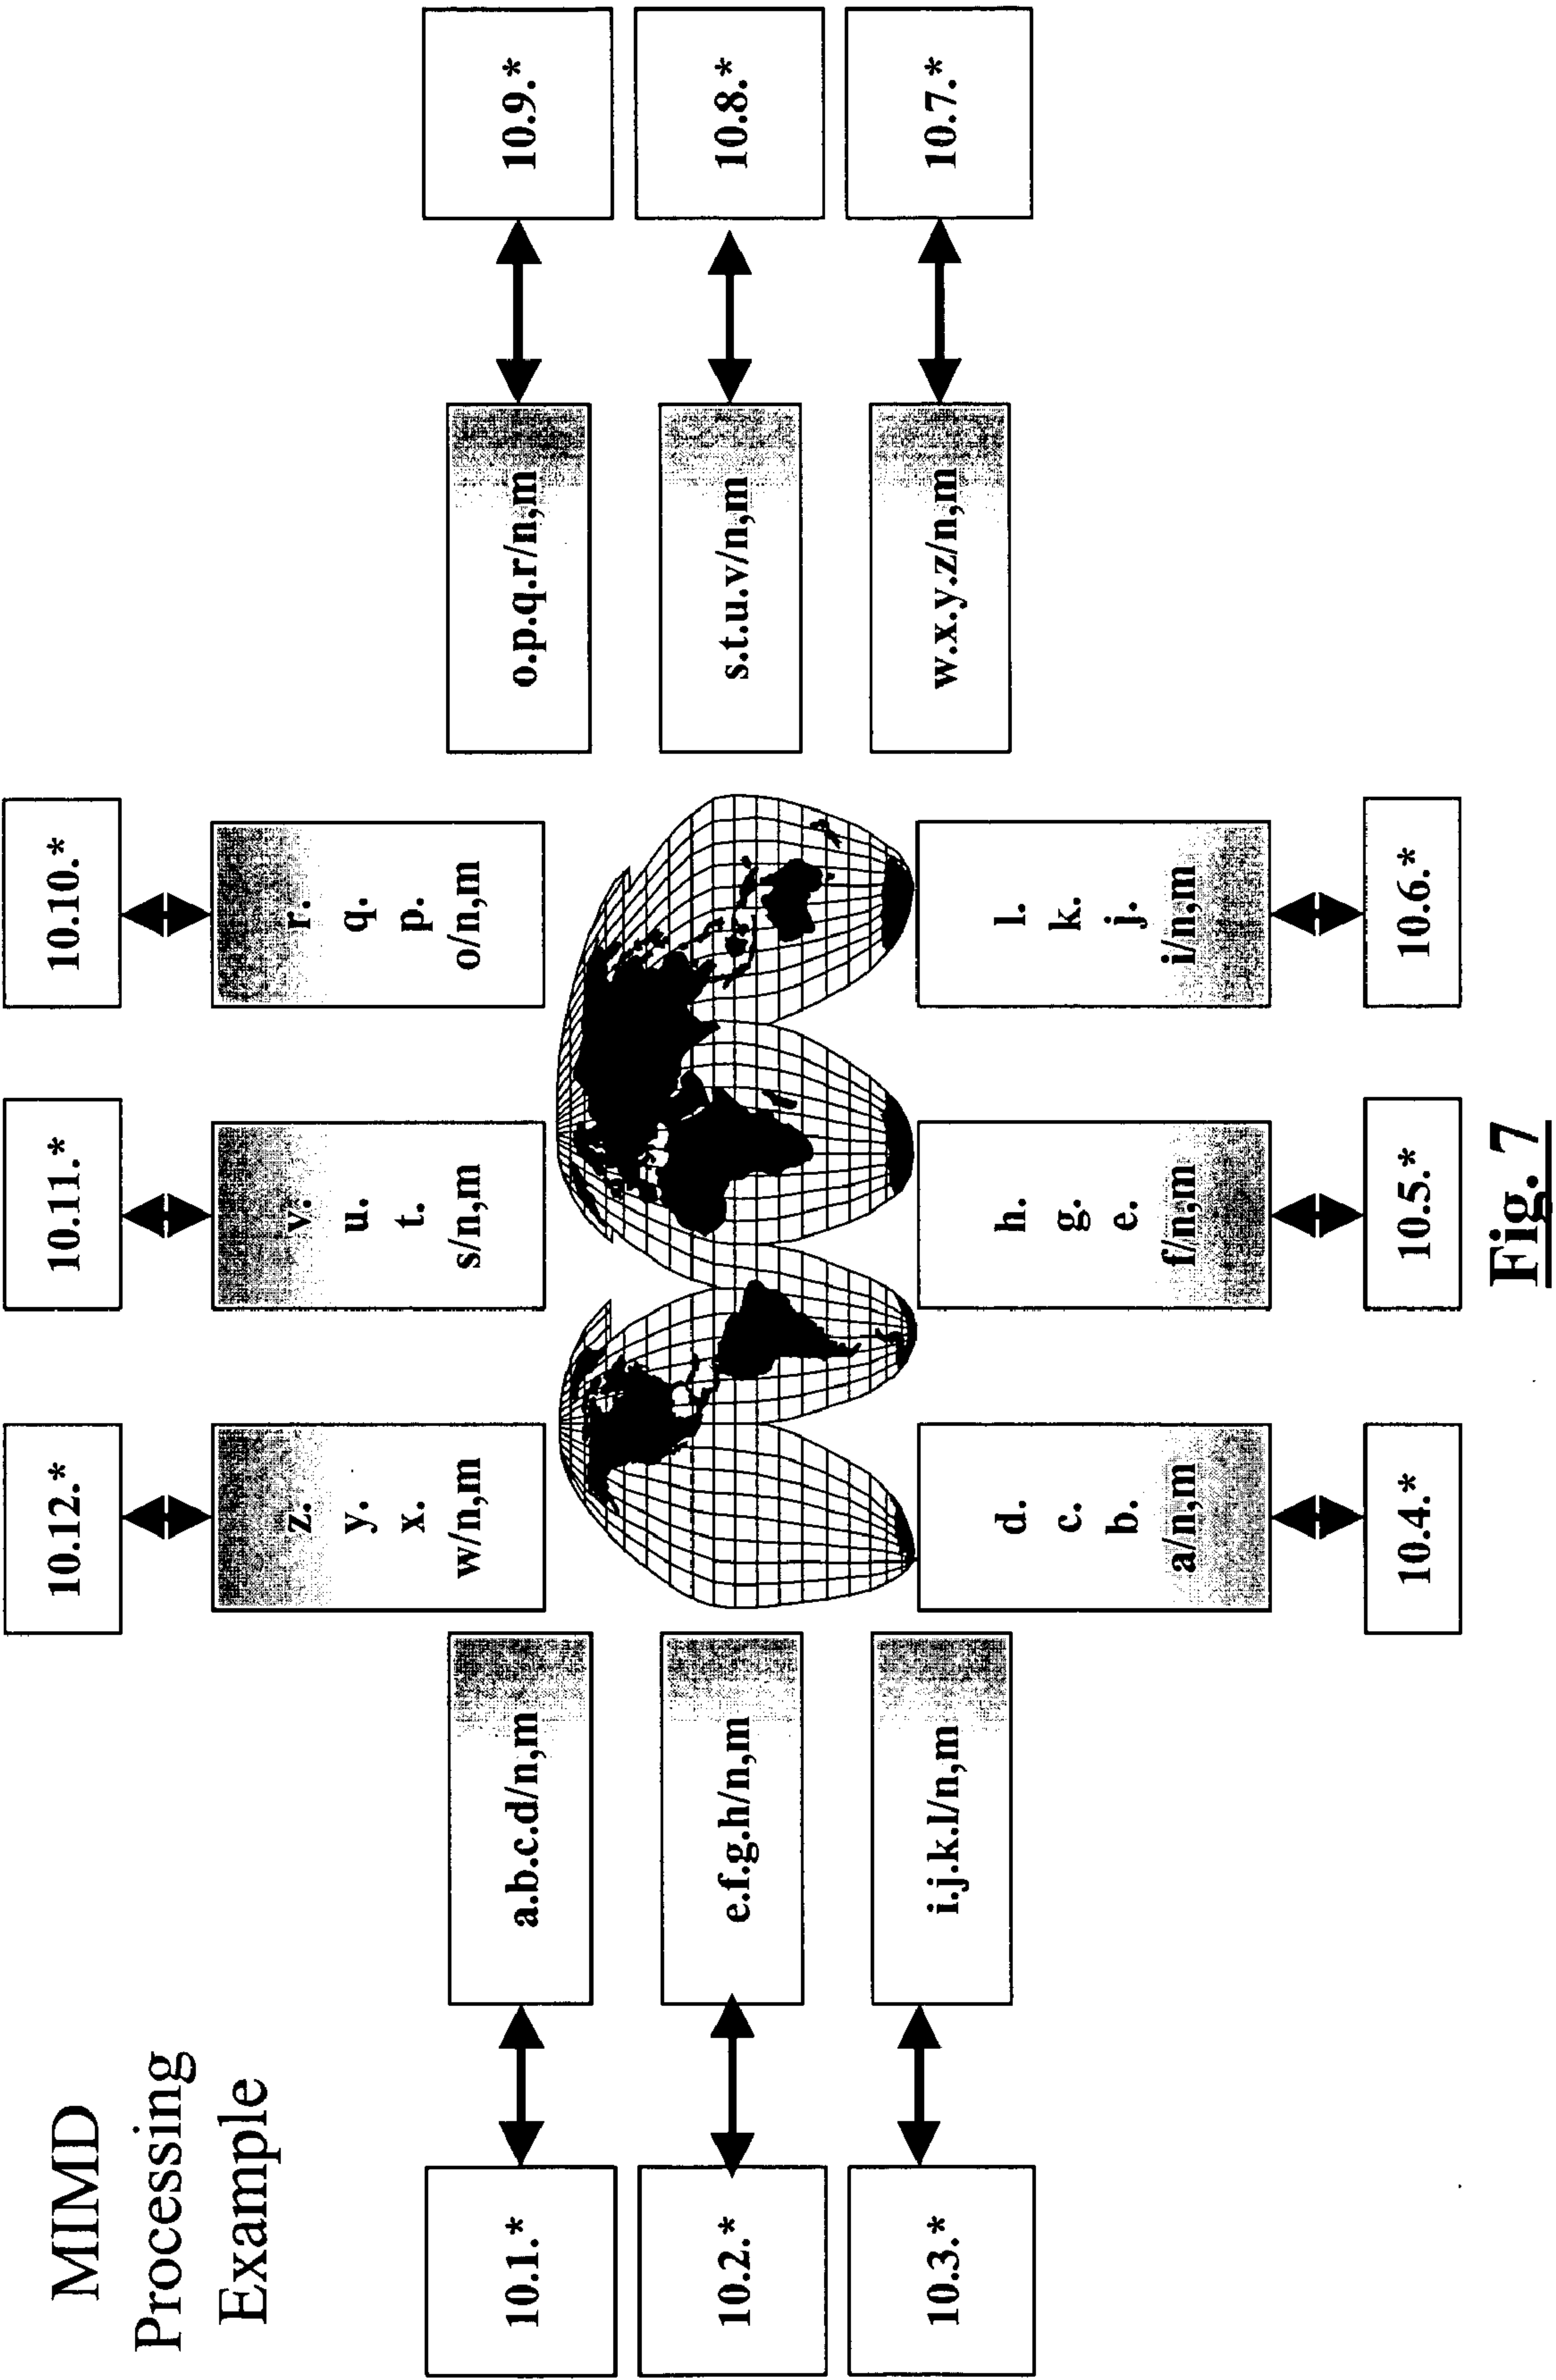 MIMD
Processing
Example
10.12.*
10.11.*
10.10.*
z.
y.
x.
w/n,m
v.
u.
t.
s/n,m
r.
q.
p.
o/n,m
10.1.*
a.b.c.d/n,m
10.2.*
e.f.g.h/n,m
10.3.*
i.j.k.l/n,m
o.p.q.r/n,m
10.9.*
s.t.u.v/n,m
10.8.*
w.x.y.z/n,m
10.7.*
d.
c.
b.
a/n,m
h.
g.
e.
f/n,m
l.
k.
j.
i/n,m
10.4.*
10.5.*
10.6.*
Fig. 7